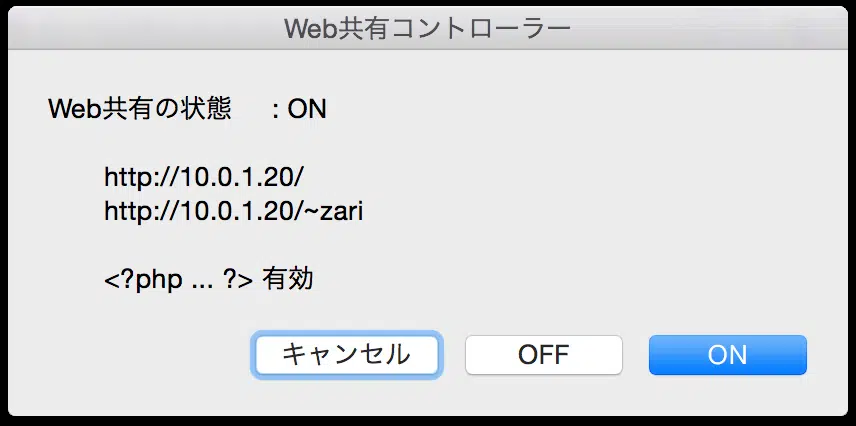 Web共有コントローラー
Web共有の状態　：ON
http://10.0.1.20/
http://10.0.1.20/~zari
<?php ... ?> 有効
キャンセル
OFF
ON